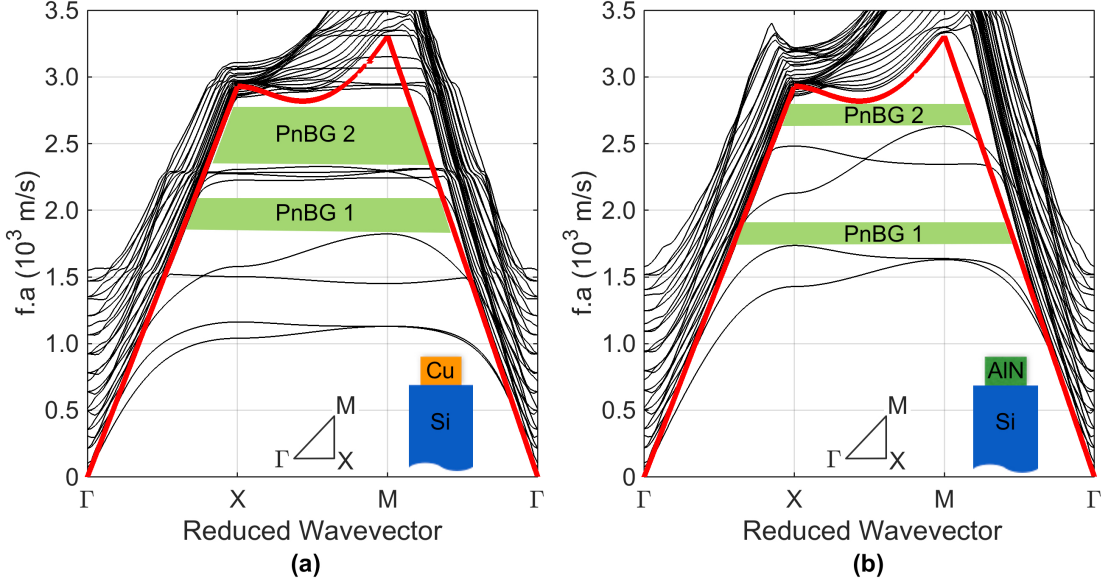 3.5
3.0
2.5
2.0
1.5
1.0
0.5
0
f.a (10³ m/s)
PnBG 2
PnBG 1
Cu
Si
M
Γ
X
Γ
X
M
Γ
Reduced Wavevector
(a)
3.5
3.0
2.5
2.0
1.5
1.0
0.5
0
f.a (10³ m/s)
PnBG 2
PnBG 1
AlN
Si
M
Γ
X
Γ
X
M
Γ
Reduced Wavevector
(b)